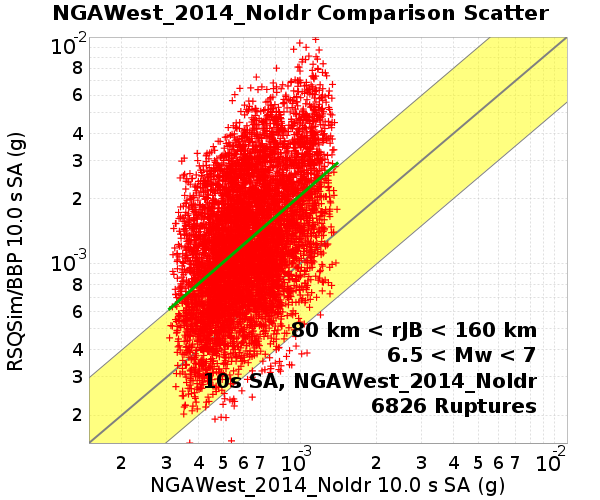 NGAWest_2014_NoIdr Comparison Scatter
RSQSim/BBP 10.0 s SA (g)
10-2
8
6
4
3
2
10-3
8
6
4
3
2
80 km < rJB < 160 km
6.5 < Mw < 7
10s SA, NGAWest_2014_NoIdr
6826 Ruptures
2 3 4 5 6 7 10-3 2 3 4 5 6 7 10-2
NGAWest_2014_NoIdr 10.0 s SA (g)